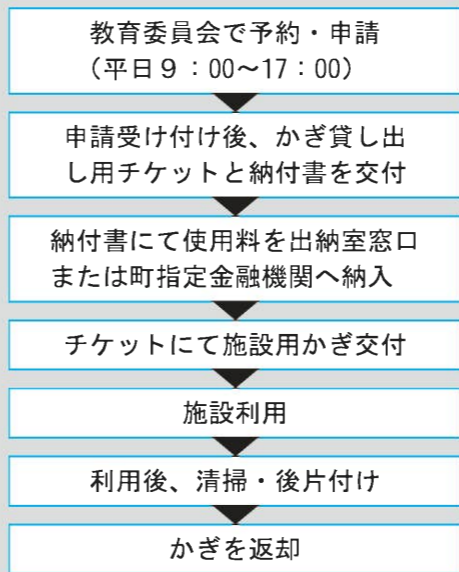 教育委員会で予約・申請
（平日９：00～17：00）
申請受け付け後、かぎ貸し出
し用チケットと納付書を交付
納付書にて使用料を出納室窓口
または町指定金融機関へ納入
チケットにて施設用かぎ交付
施設利用
利用後、清掃・後片付け
かぎを返却